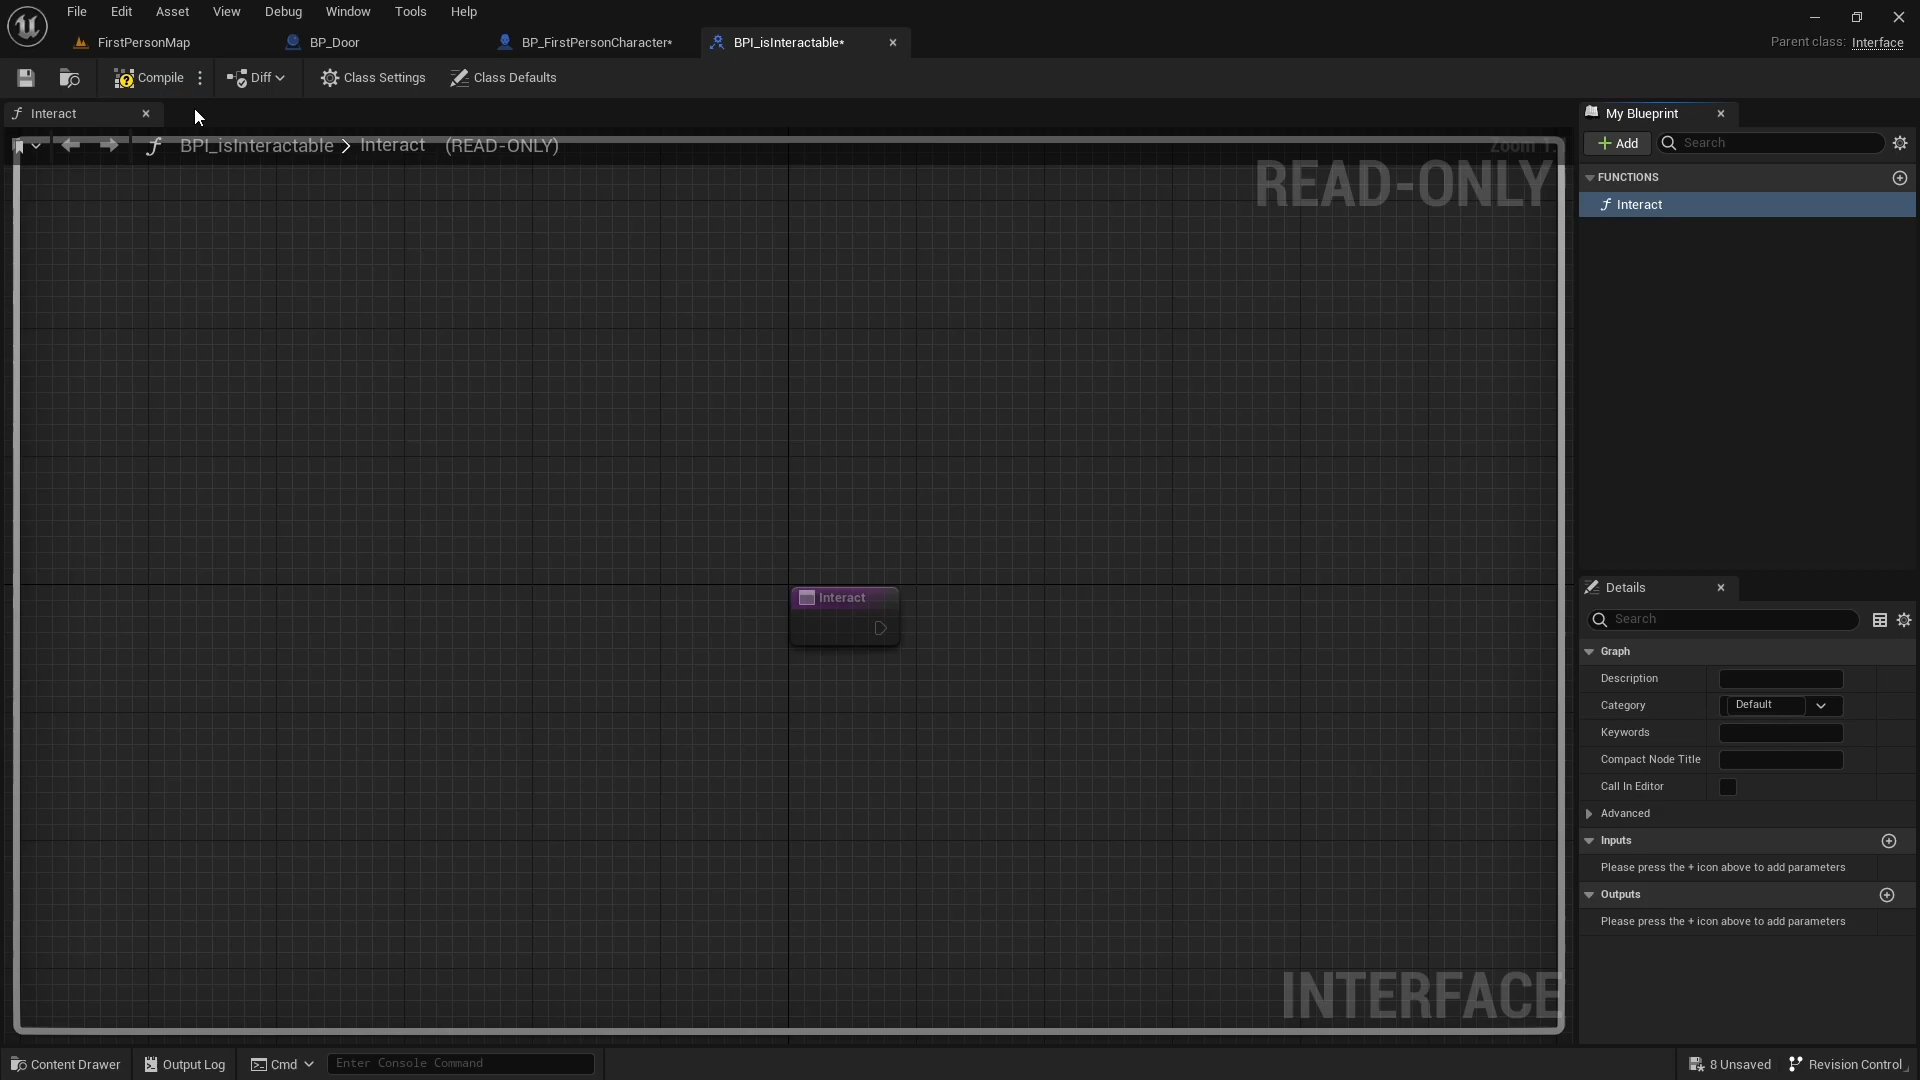 File Edit Asset View Debug Window Tools Help
FirstPersonMap BP_Door BP_FirstPersonCharacter* BPI_isInteractable* Parent class: Interface
Compile Diff Class Settings Class Defaults
Interact
BPI_isInteractable > Interact (READ-ONLY)
READ-ONLY
Interact
INTERFACE
My Blueprint
Add Search
FUNCTIONS
Interact
Details
Search
Graph
Description
Category Default
Keywords
Compact Node Title
Call In Editor
Advanced
Inputs
Please press the + icon above to add parameters
Outputs
Please press the + icon above to add parameters
Content Drawer Output Log Cmd Enter Console Command 8 Unsaved Revision Control